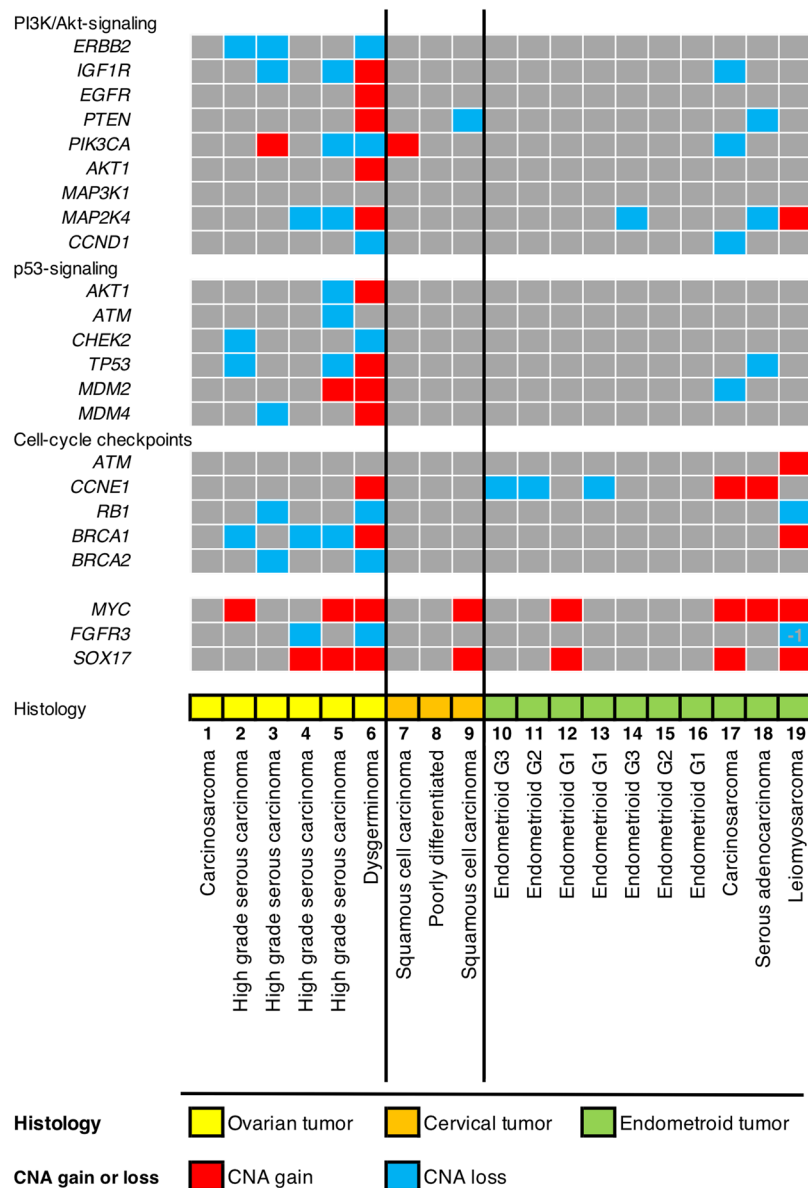 PI3K/Akt-signaling
ERBB2
IGF1R
EGFR
PTEN
PIK3CA
AKT1
MAP3K1
MAP2K4
CCND1
p53-signaling
AKT1
ATM
CHEK2
TP53
MDM2
MDM4
Cell-cycle checkpoints
ATM
CCNE1
RB1
BRCA1
BRCA2
MYC
FGFR3 -1
SOX17
Histology
1 2 3 4 5 6 7 8 9 10 11 12 13 14 15 16 17 18 19
Carcinosarcoma
High grade serous carcinoma
High grade serous carcinoma
High grade serous carcinoma
High grade serous carcinoma
Dysgerminoma
Squamous cell carcinoma
Poorly differentiated
Squamous cell carcinoma
Endometrioid G3
Endometrioid G2
Endometrioid G1
Endometrioid G1
Endometrioid G3
Endometrioid G2
Endometrioid G1
Carcinosarcoma
Serous adenocarcinoma
Leiomyosarcoma
Histology Ovarian tumor Cervical tumor Endometroid tumor
CNA gain or loss CNA gain CNA loss